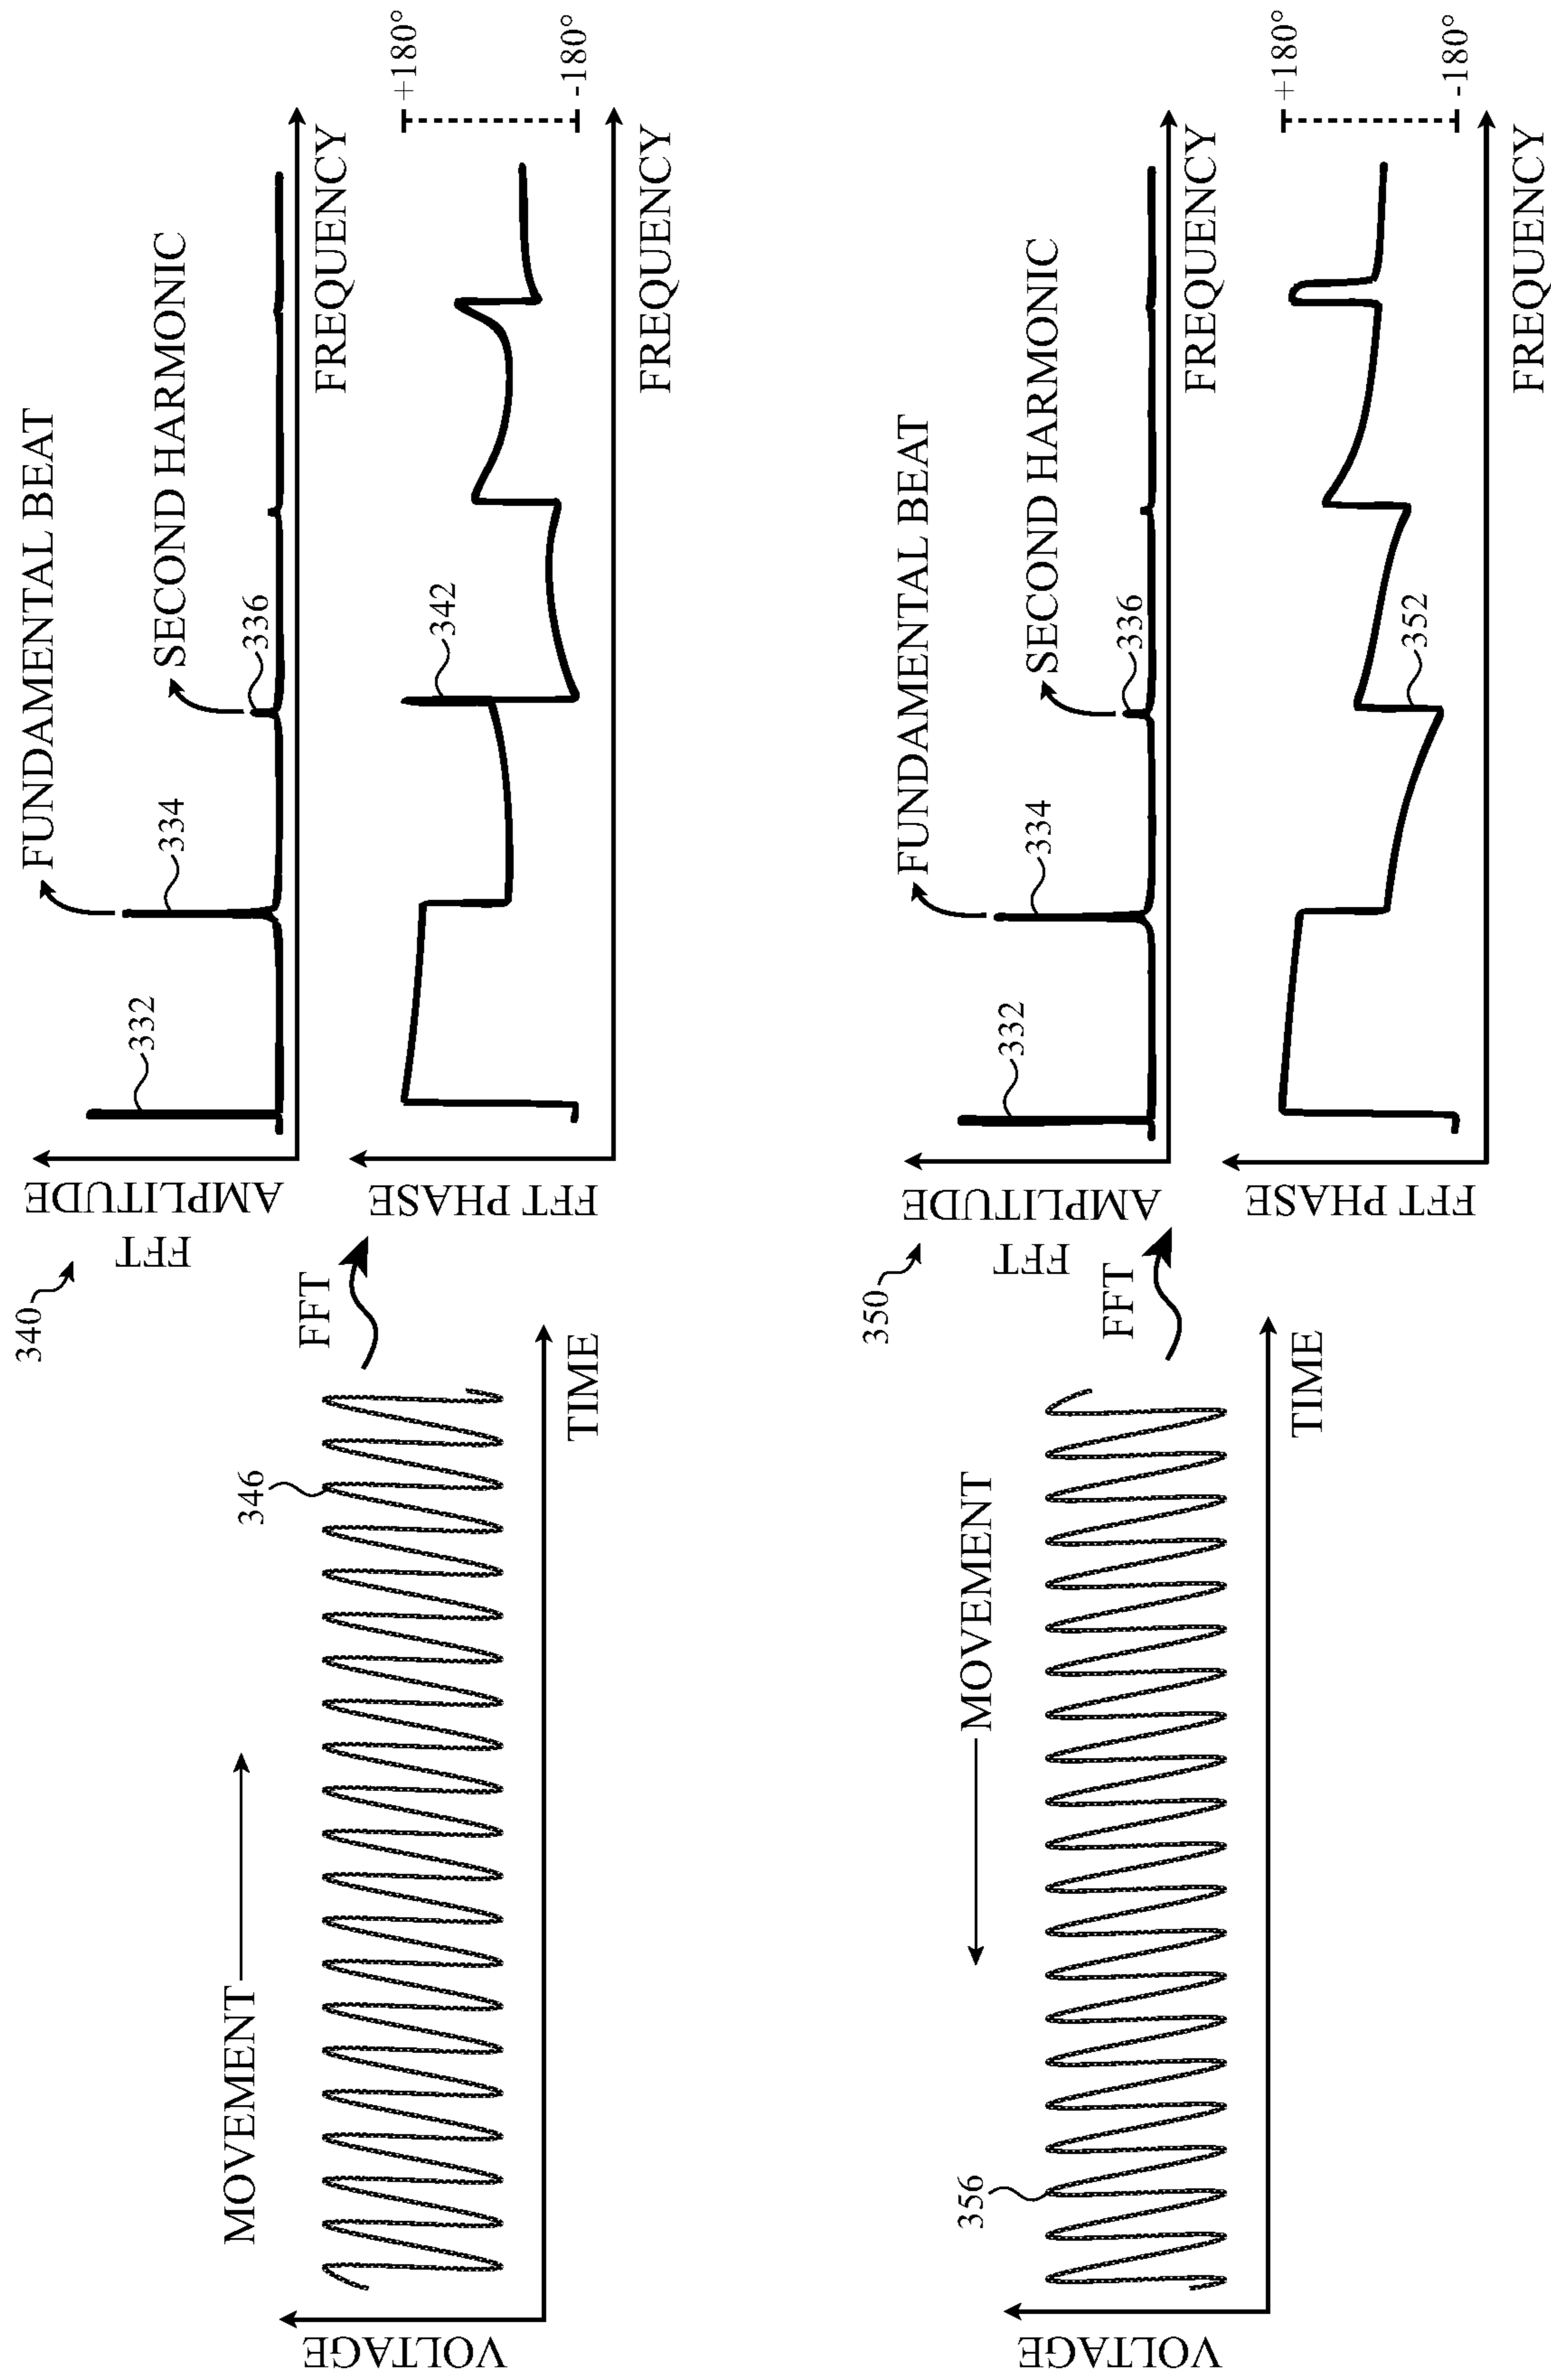 340
MOVEMENT
346
VOLTAGE
TIME
FFT
FFT
AMPLITUDE
332
334
FUNDAMENTAL BEAT
336
SECOND HARMONIC
FREQUENCY
FFT PHASE
342
+180°
-180°
FREQUENCY
350
MOVEMENT
356
VOLTAGE
TIME
FFT
FFT
AMPLITUDE
332
334
FUNDAMENTAL BEAT
336
SECOND HARMONIC
FREQUENCY
FFT PHASE
352
+180°
-180°
FREQUENCY